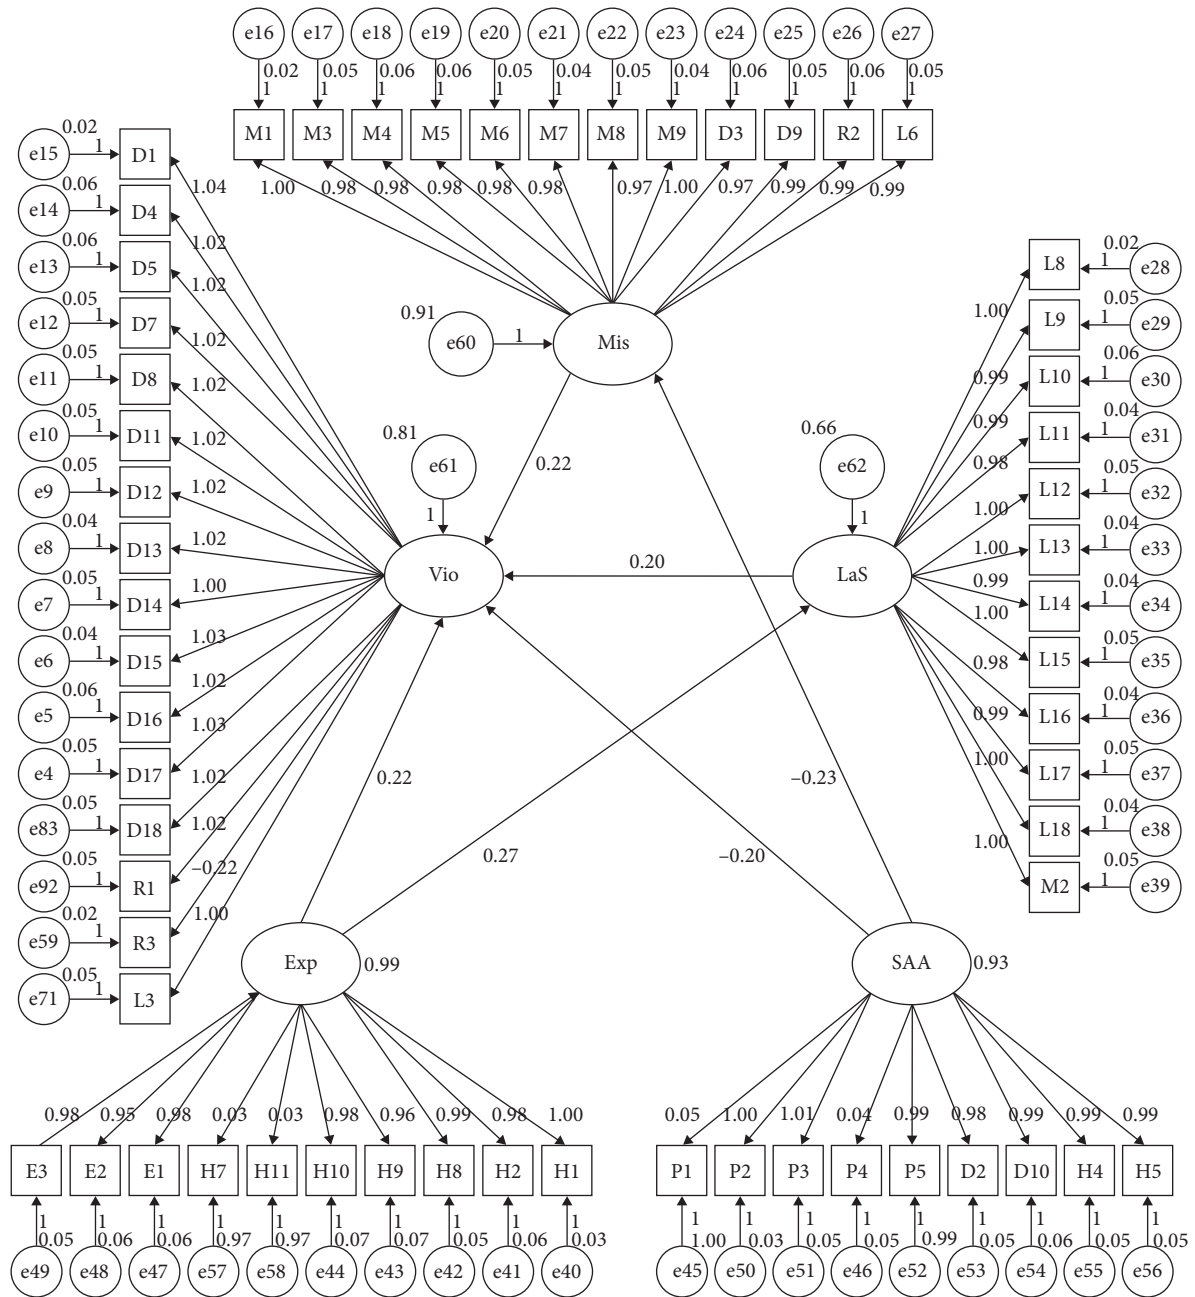 e16 e17 e18 e19 e20 e21 e22 e23 e24 e25 e26 e27
0.02 0.05 0.06 0.06 0.05 0.04 0.05 0.04 0.06 0.05 0.06 0.05
1 1 1 1 1 1 1 1 1 1 1 1
M1 M3 M4 M5 M6 M7 M8 M9 D3 D9 R2 L6
1.00 0.98 0.98 0.98 0.98 0.98 0.97 1.00 0.97 0.99 0.99 0.99
0.91
e60 1 Mis
e15 0.02 1 D1 1.04
e14 0.06 1 D4 1.02
e13 0.06 1 D5 1.02
e12 0.05 1 D7 1.02
e11 0.05 1 D8 1.02
e10 0.05 1 D11 1.02
e9 0.05 1 D12 1.02
e8 0.04 1 D13 1.02
e7 0.05 1 D14 1.00
e6 0.04 1 D15 1.03
e5 0.06 1 D16 1.02
e4 0.05 1 D17 1.03
e83 0.05 1 D18 1.02
e92 0.05 1 R1 1.02
e59 0.02 1 R3 −0.22
e71 0.05 1 L3 1.00
0.81
e61
1
Vio
0.22
0.20
0.66
e62
1
LaS
1.00 L8 1 0.02 e28
0.99 L9 1 0.05 e29
0.99 L10 1 0.06 e30
0.98 L11 1 0.04 e31
1.00 L12 1 0.05 e32
1.00 L13 1 0.04 e33
0.99 L14 1 0.04 e34
1.00 L15 1 0.05 e35
0.98 L16 1 0.04 e36
0.99 L17 1 0.05 e37
1.00 L18 1 0.04 e38
1.00 M2 1 0.05 e39
0.22
0.27
−0.20
−0.23
Exp 0.99
SAA 0.93
0.98 0.95 0.98 0.03 0.03 0.98 0.96 0.99 0.98 1.00
E3 E2 E1 H7 H11 H10 H9 H8 H2 H1
1 1 1 1 1 1 1 1 1 1
0.05 0.06 0.06 0.97 0.97 0.07 0.07 0.05 0.06 0.03
e49 e48 e47 e57 e58 e44 e43 e42 e41 e40
0.05 1.00 1.01 0.04 0.99 0.98 0.99 0.99 0.99
P1 P2 P3 P4 P5 D2 D10 H4 H5
1 1 1 1 1 1 1 1 1
1.00 0.03 0.05 0.05 0.99 0.05 0.06 0.05 0.05
e45 e50 e51 e46 e52 e53 e54 e55 e56